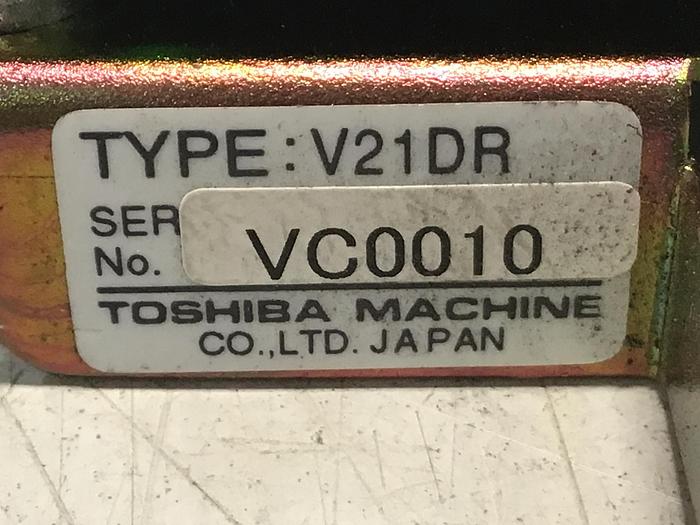 TYPE: V21DR
SER
No. VC0010
TOSHIBA MACHINE
CO.,LTD. JAPAN